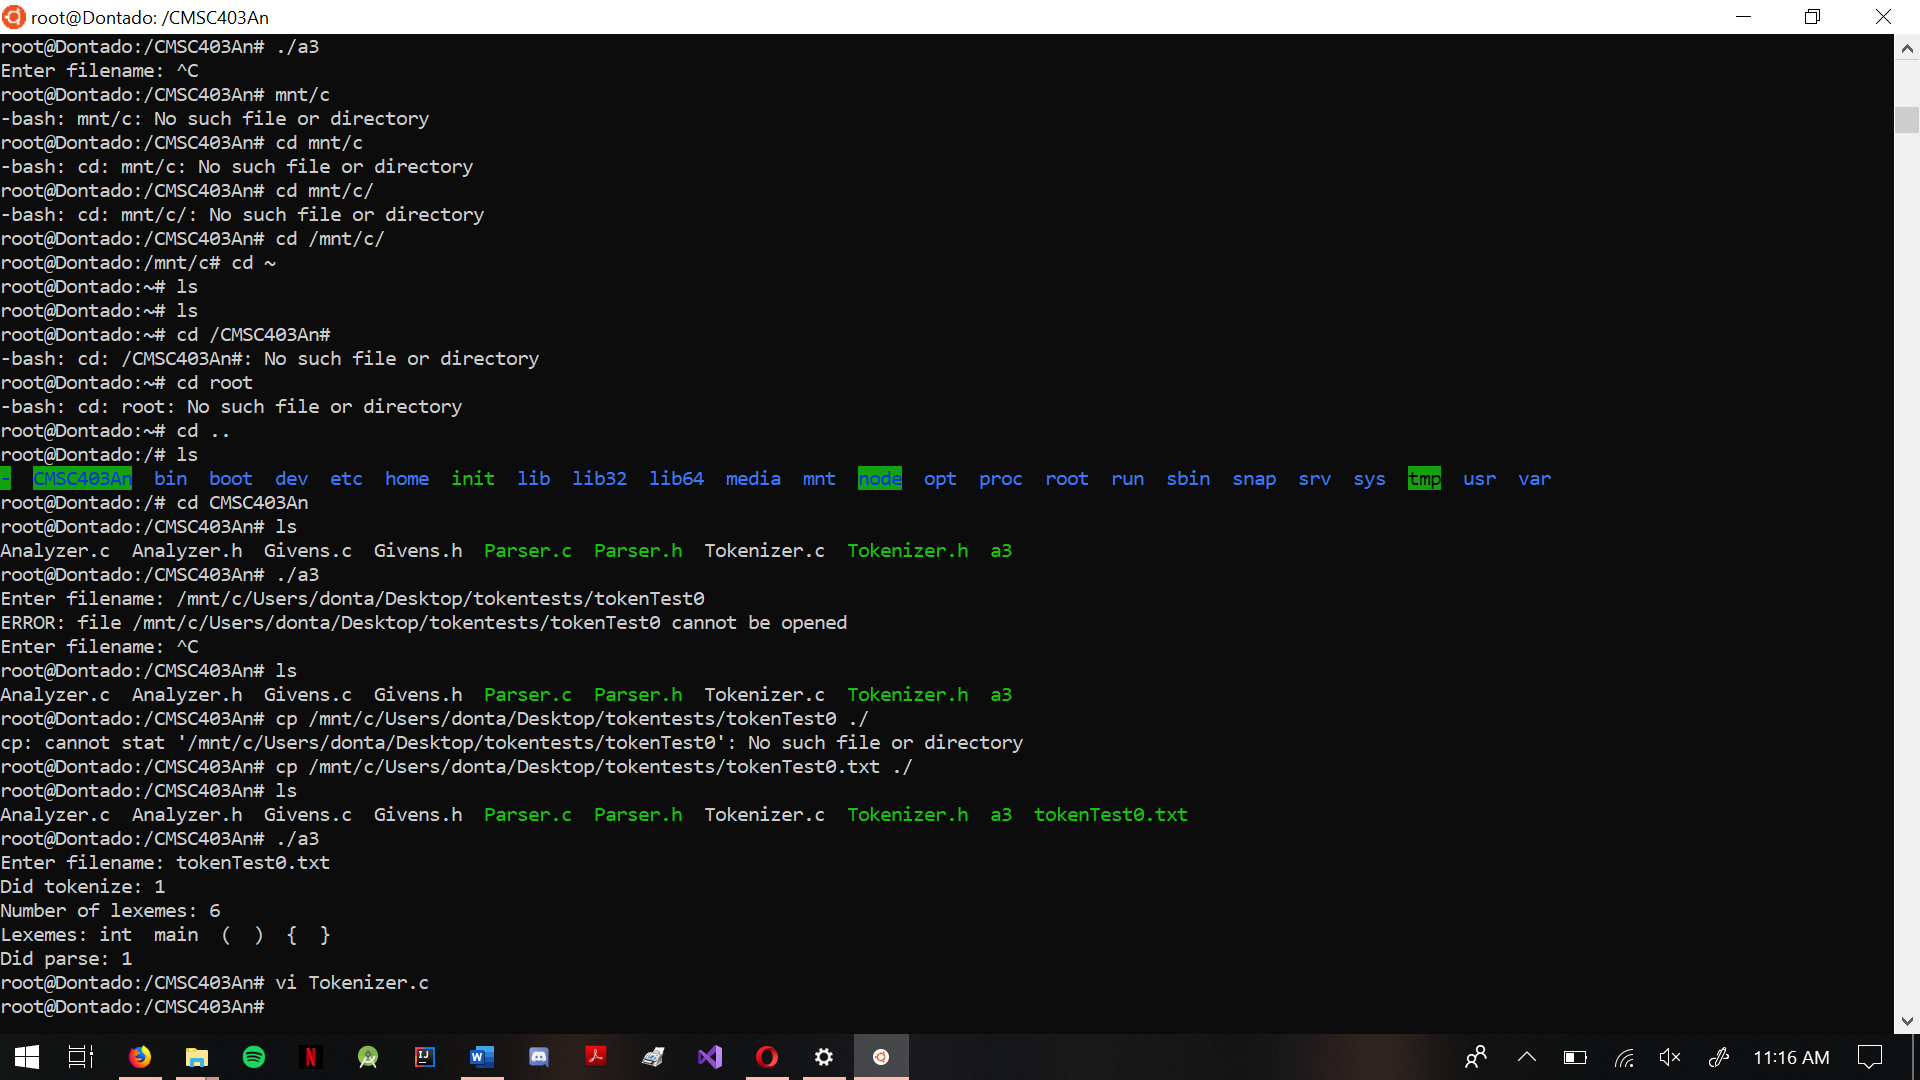 root@Dontado: /CMSC403An
root@Dontado:/CMSC403An# ./a3
Enter filename: ^C
root@Dontado:/CMSC403An# mnt/c
-bash: mnt/c: No such file or directory
root@Dontado:/CMSC403An# cd mnt/c
-bash: cd: mnt/c: No such file or directory
root@Dontado:/CMSC403An# cd mnt/c/
-bash: cd: mnt/c/: No such file or directory
root@Dontado:/CMSC403An# cd /mnt/c/
root@Dontado:/mnt/c# cd ~
root@Dontado:~# ls
root@Dontado:~# ls
root@Dontado:~# cd /CMSC403An#
-bash: cd: /CMSC403An#: No such file or directory
root@Dontado:~# cd root
-bash: cd: root: No such file or directory
root@Dontado:~# cd ..
root@Dontado:/# ls
-  CMSC403An  bin  boot  dev  etc  home  init  lib  lib32  lib64  media  mnt  node  opt  proc  root  run  sbin  snap  srv  sys  tmp  usr  var
root@Dontado:/# cd CMSC403An
root@Dontado:/CMSC403An# ls
Analyzer.c  Analyzer.h  Givens.c  Givens.h  Parser.c  Parser.h  Tokenizer.c  Tokenizer.h  a3
root@Dontado:/CMSC403An# ./a3
Enter filename: /mnt/c/Users/donta/Desktop/tokentests/tokenTest0
ERROR: file /mnt/c/Users/donta/Desktop/tokentests/tokenTest0 cannot be opened
Enter filename: ^C
root@Dontado:/CMSC403An# ls
Analyzer.c  Analyzer.h  Givens.c  Givens.h  Parser.c  Parser.h  Tokenizer.c  Tokenizer.h  a3
root@Dontado:/CMSC403An# cp /mnt/c/Users/donta/Desktop/tokentests/tokenTest0 ./
cp: cannot stat '/mnt/c/Users/donta/Desktop/tokentests/tokenTest0': No such file or directory
root@Dontado:/CMSC403An# cp /mnt/c/Users/donta/Desktop/tokentests/tokenTest0.txt ./
root@Dontado:/CMSC403An# ls
Analyzer.c  Analyzer.h  Givens.c  Givens.h  Parser.c  Parser.h  Tokenizer.c  Tokenizer.h  a3  tokenTest0.txt
root@Dontado:/CMSC403An# ./a3
Enter filename: tokenTest0.txt
Did tokenize: 1
Number of lexemes: 6
Lexemes: int  main  (  )  {  }
Did parse: 1
root@Dontado:/CMSC403An# vi Tokenizer.c
root@Dontado:/CMSC403An#
11:16 AM